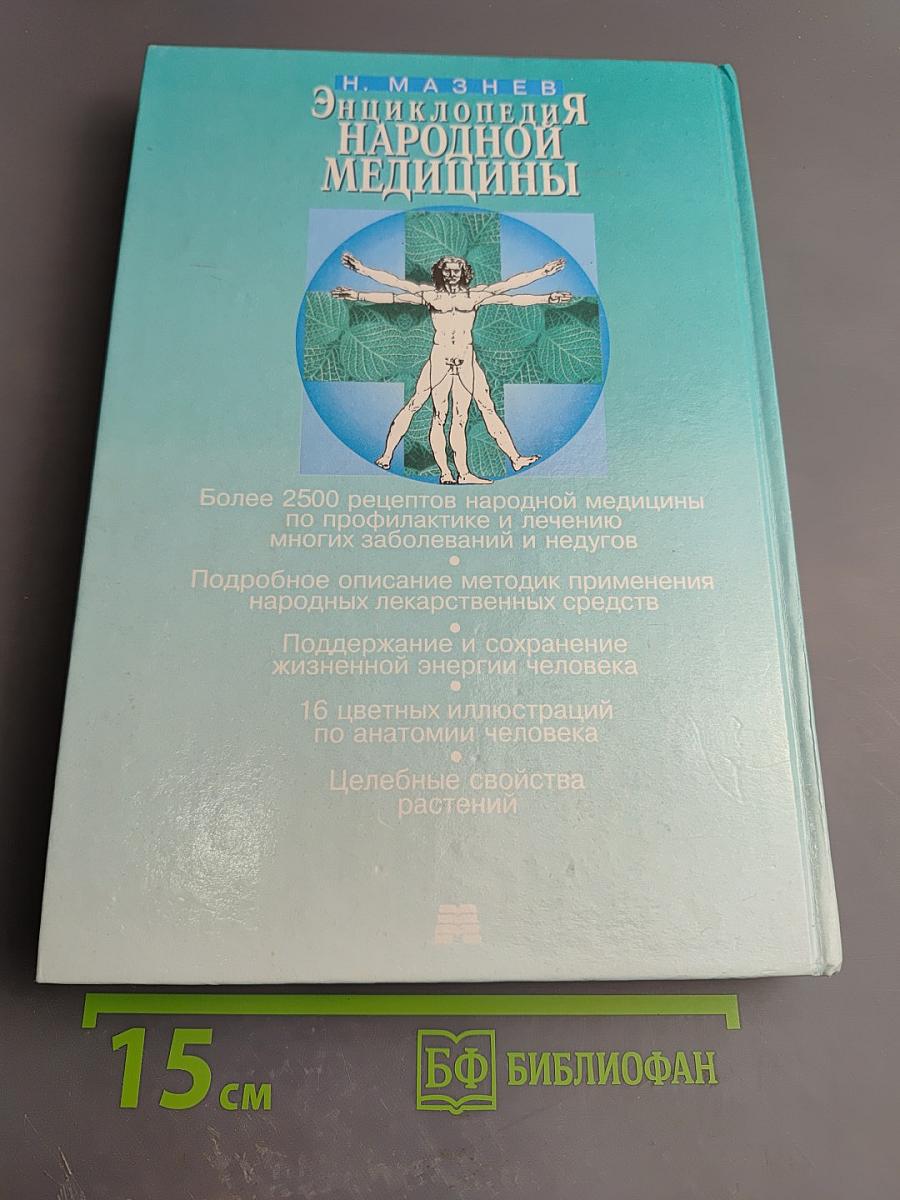 Н. МАЗНЕВ
ЭНЦИКЛОПЕДИЯ
НАРОДНОЙ
МЕДИЦИНЫ
Более 2500 рецептов народной медицины
по профилактике и лечению
многих заболеваний и недугов
•
Подробное описание методик применения
народных лекарственных средств
•
Поддержание и сохранение
жизненной энергии человека
•
16 цветных иллюстраций
по анатомии человека
•
Целебные свойства
растений
15 см
БФ БИБЛИОФАН